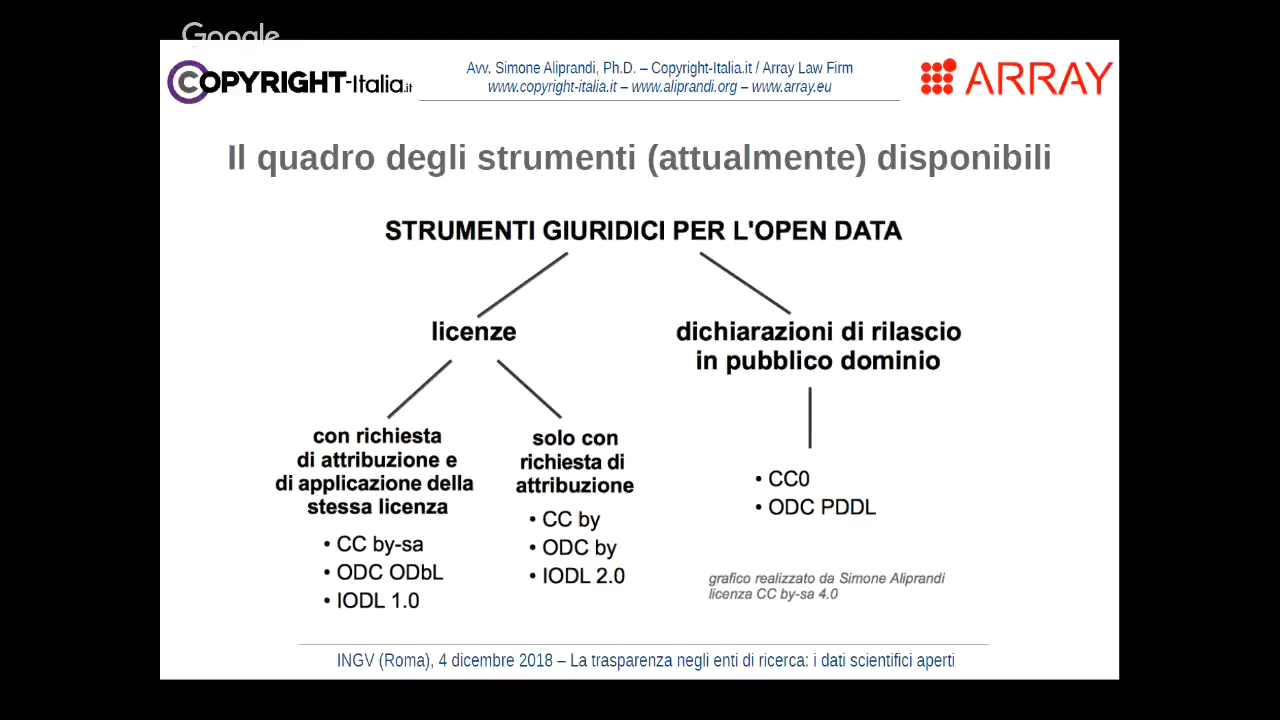 Google
COPYRIGHT-Italia.it
Avv. Simone Aliprandi, Ph.D. – Copyright-Italia.it / Array Law Firm
www.copyright-italia.it – www.aliprandi.org – www.array.eu
ARRAY
Il quadro degli strumenti (attualmente) disponibili
STRUMENTI GIURIDICI PER L'OPEN DATA
licenze
dichiarazioni di rilascio
in pubblico dominio
con richiesta
di attribuzione e
di applicazione della
stessa licenza
• CC by-sa
• ODC ODbL
• IODL 1.0
solo con
richiesta di
attribuzione
• CC by
• ODC by
• IODL 2.0
• CC0
• ODC PDDL
grafico realizzato da Simone Aliprandi
licenza CC by-sa 4.0
INGV (Roma), 4 dicembre 2018 – La trasparenza negli enti di ricerca: i dati scientifici aperti